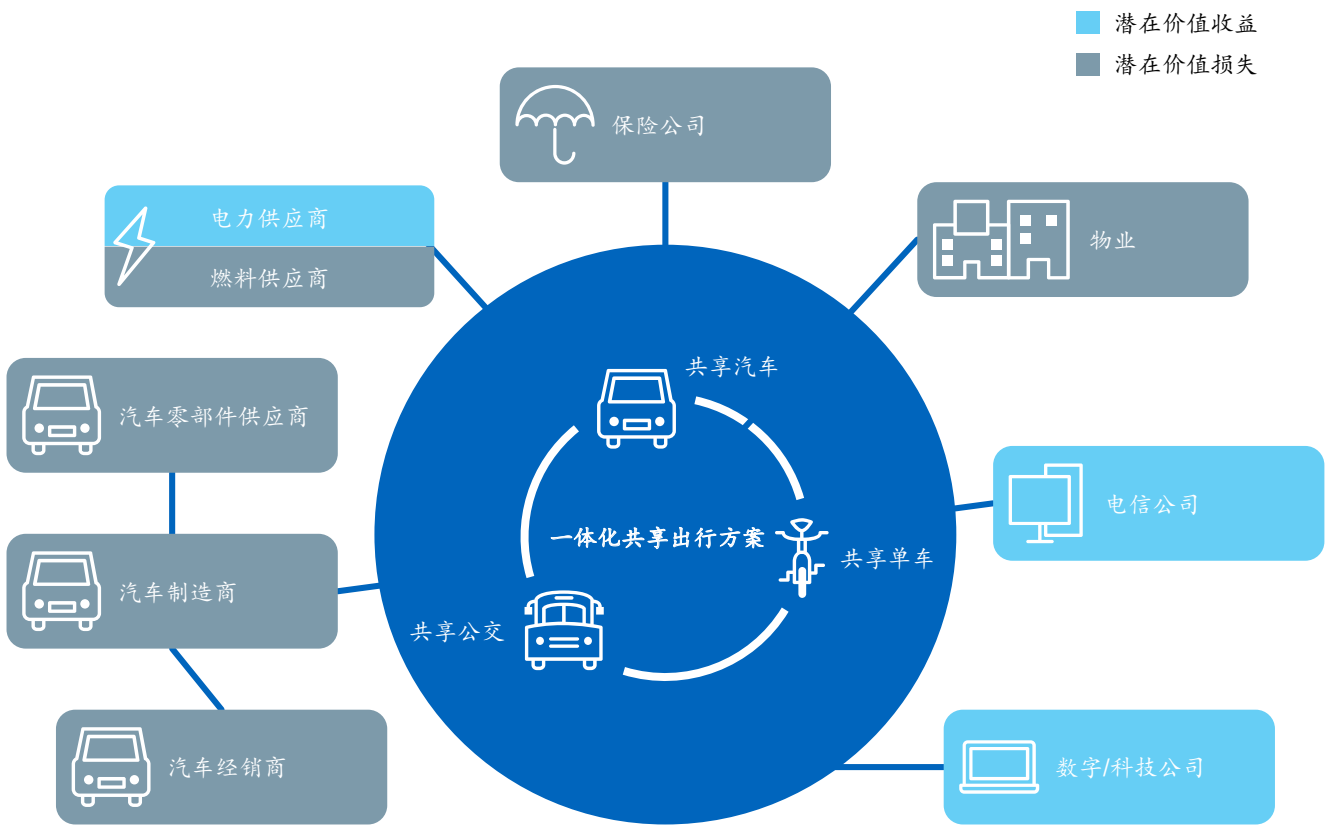 潜在价值收益
潜在价值损失
保险公司
电力供应商
燃料供应商
物业
共享汽车
汽车零部件供应商
电信公司
一体化共享出行方案
共享单车
汽车制造商
共享公交
汽车经销商
数字/科技公司